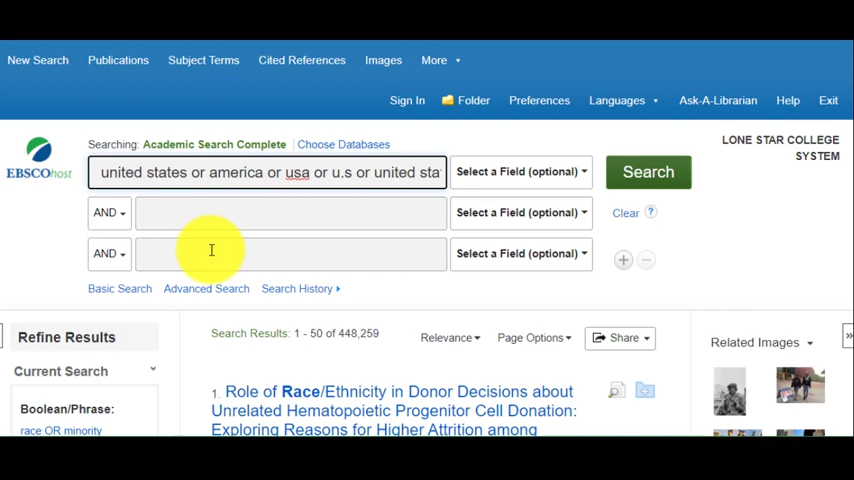 New Search Publications Subject Terms Cited References Images More
Sign In Folder Preferences Languages Ask-A-Librarian Help Exit
Searching: Academic Search Complete Choose Databases
LONE STAR COLLEGE
SYSTEM
EBSCOhost
united states or america or usa or u.s or united sta
Select a Field (optional)
Search
AND
Select a Field (optional)
Clear ?
AND
Select a Field (optional)
Basic Search Advanced Search Search History
Refine Results
Search Results: 1 - 50 of 448,259
Relevance Page Options Share
Related Images
Current Search
Boolean/Phrase:
race OR minority
1. Role of Race/Ethnicity in Donor Decisions about
Unrelated Hematopoietic Progenitor Cell Donation:
Exploring Reasons for Higher Attrition among